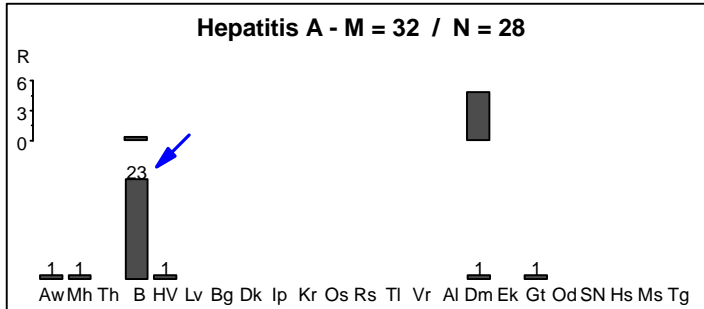 Hepatitis A - M = 32 / N = 28
R
6
3
0
23
1 1 1 1 1
Aw Mh Th B HV Lv Bg Dk Ip Kr Os Rs Tl Vr Al Dm Ek Gt Od SN Hs Ms Tg